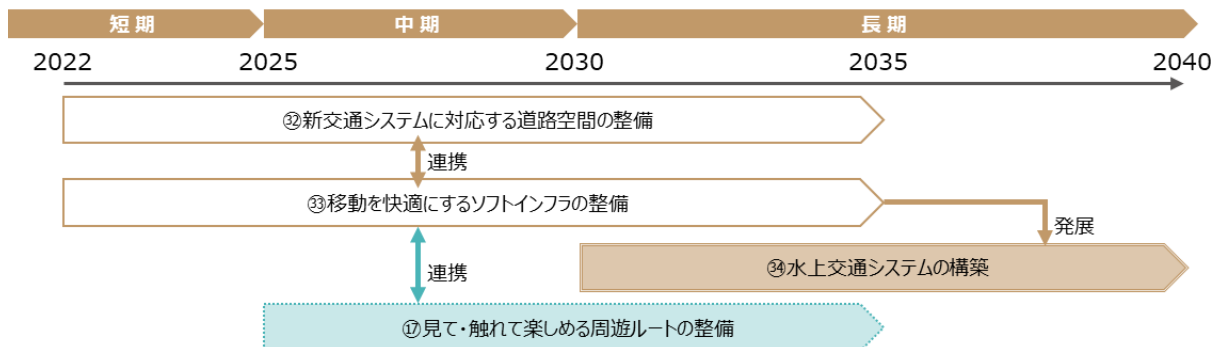 短期
中期
長期
2022
2025
2030
2035
2040
㉜新交通システムに対応する道路空間の整備
連携
㉝移動を快適にするソフトインフラの整備
発展
㉞水上交通システムの構築
連携
⑰見て・触れて楽しめる周遊ルートの整備